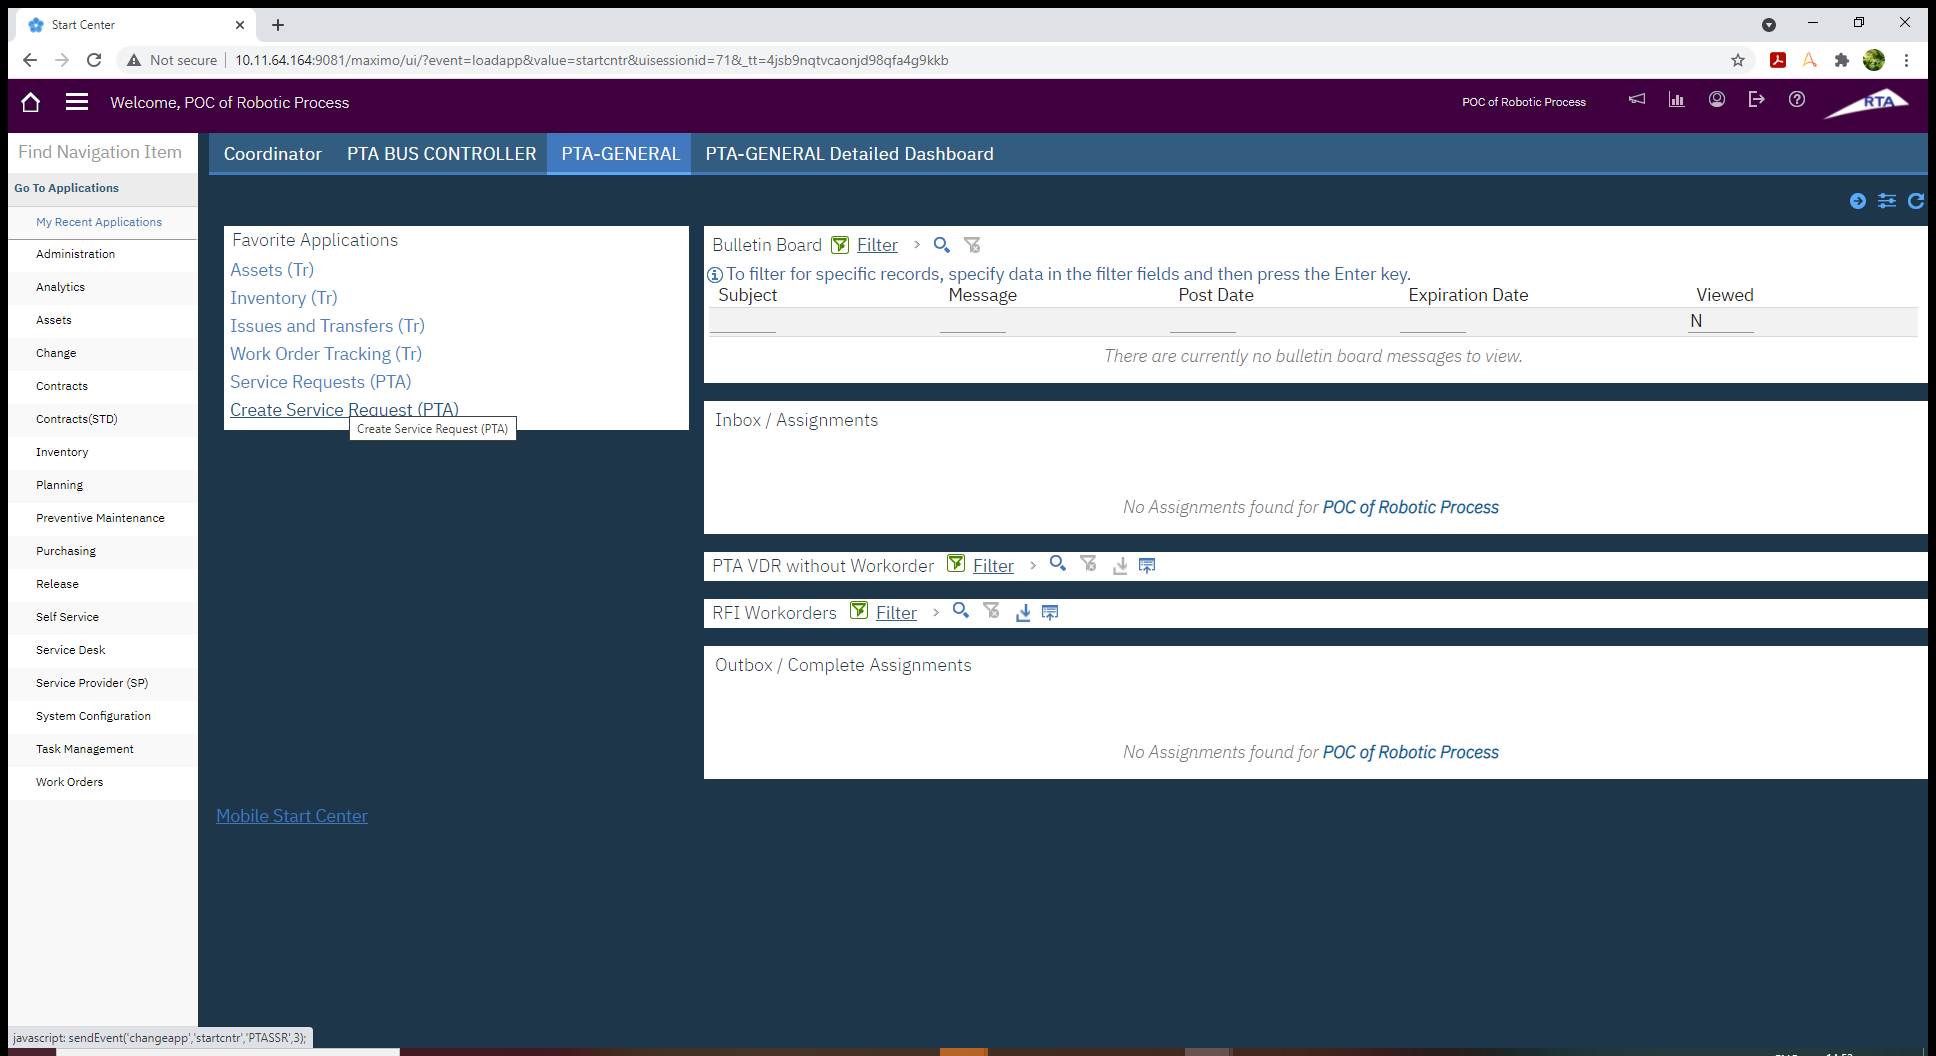 Start Center
Not secure
10.11.64.164:9081/maximo/ui/?event=loadapp&value=startcntr&uisessionid=71&_tt=4jsb9nqtvcaonjd98qfa4g9kkb
Welcome, POC of Robotic Process
POC of Robotic Process
RTA
Find Navigation Item
Coordinator PTA BUS CONTROLLER PTA-GENERAL PTA-GENERAL Detailed Dashboard
Go To Applications
My Recent Applications
Administration
Analytics
Assets
Change
Contracts
Contracts(STD)
Inventory
Planning
Preventive Maintenance
Purchasing
Release
Self Service
Service Desk
Service Provider (SP)
System Configuration
Task Management
Work Orders
Favorite Applications
Assets (Tr)
Inventory (Tr)
Issues and Transfers (Tr)
Work Order Tracking (Tr)
Service Requests (PTA)
Create Service Request (PTA)
Create Service Request (PTA)
Bulletin Board Filter
To filter for specific records, specify data in the filter fields and then press the Enter key.
Subject Message Post Date Expiration Date Viewed
N
There are currently no bulletin board messages to view.
Inbox / Assignments
No Assignments found for POC of Robotic Process
PTA VDR without Workorder Filter
RFI Workorders Filter
Outbox / Complete Assignments
No Assignments found for POC of Robotic Process
Mobile Start Center
javascript: sendEvent('changeapp','startcntr','PTASSR',3);